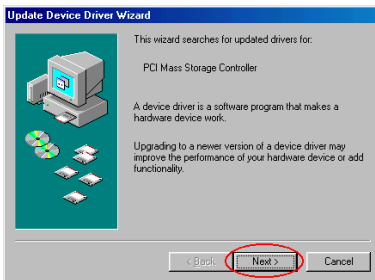 Update Device Driver Wizard
This wizard searches for updated drivers for:
PCI Mass Storage Controller
A device driver is a software program that makes a
hardware device work.
Upgrading to a newer version of a device driver may
improve the performance of your hardware device or add
functionality.
< Back Next > Cancel